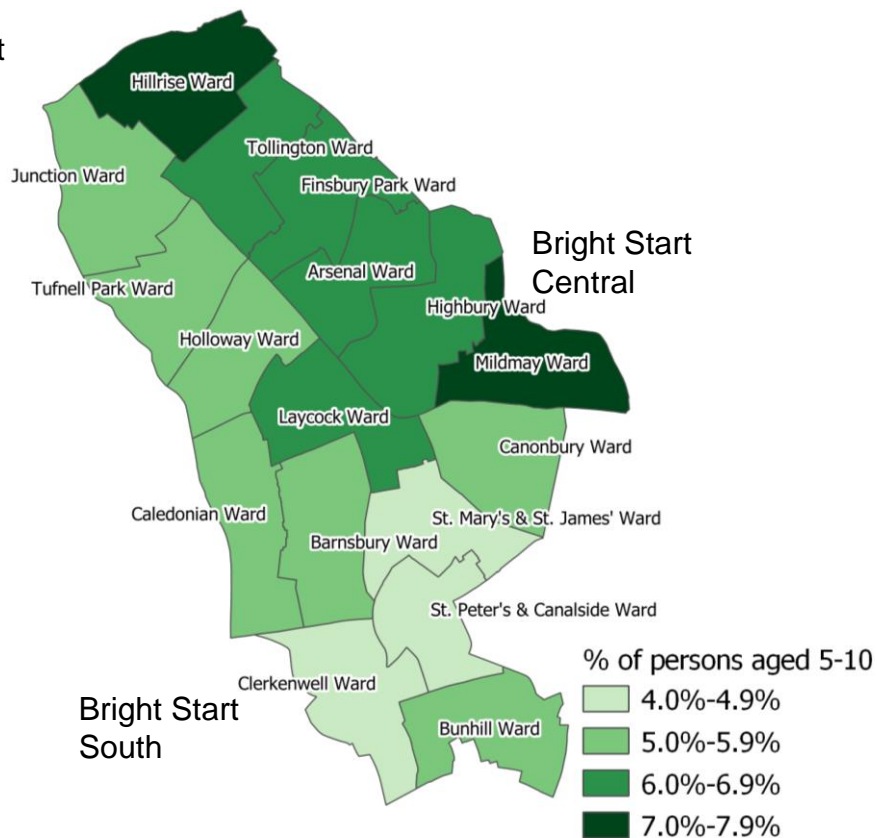 t
Hillrise Ward
Tollington Ward
Junction Ward
Finsbury Park Ward
Bright Start
Central
Arsenal Ward
Tufnell Park Ward
Highbury Ward
Holloway Ward
Mildmay Ward
Laycock Ward
Canonbury Ward
Caledonian Ward
St. Mary's & St. James' Ward
Barnsbury Ward
St. Peter's & Canalside Ward
Clerkenwell Ward
Bright Start
South
Bunhill Ward
% of persons aged 5-10
4.0%-4.9%
5.0%-5.9%
6.0%-6.9%
7.0%-7.9%